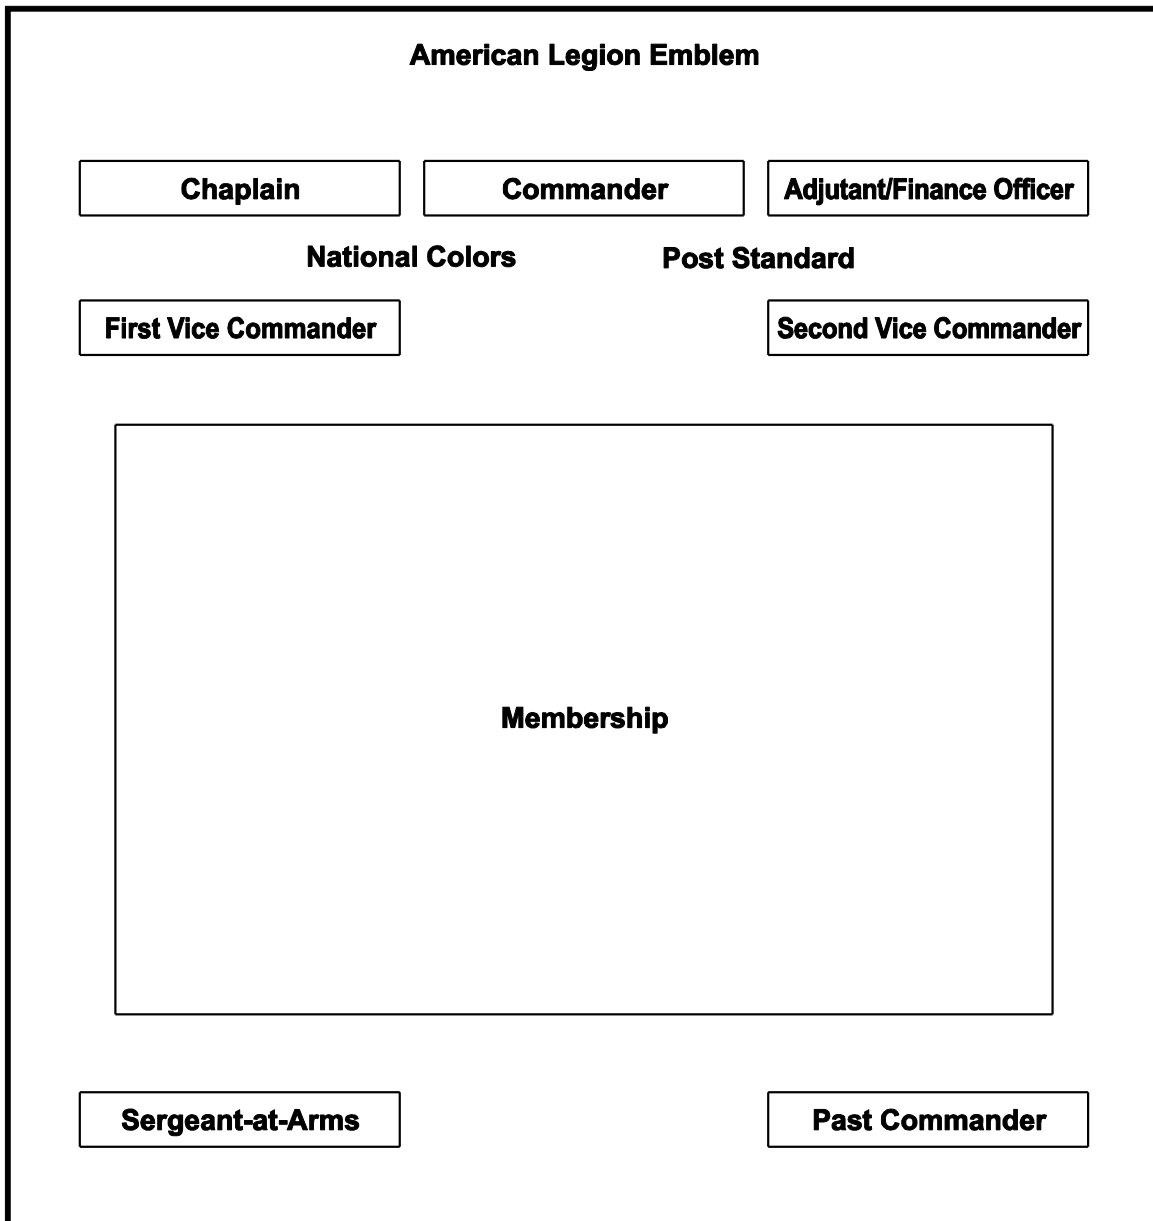 American Legion Emblem
Chaplain
Commander
Adjutant/Finance Officer
National Colors
Post Standard
First Vice Commander
Second Vice Commander
Membership
Sergeant-at-Arms
Past Commander